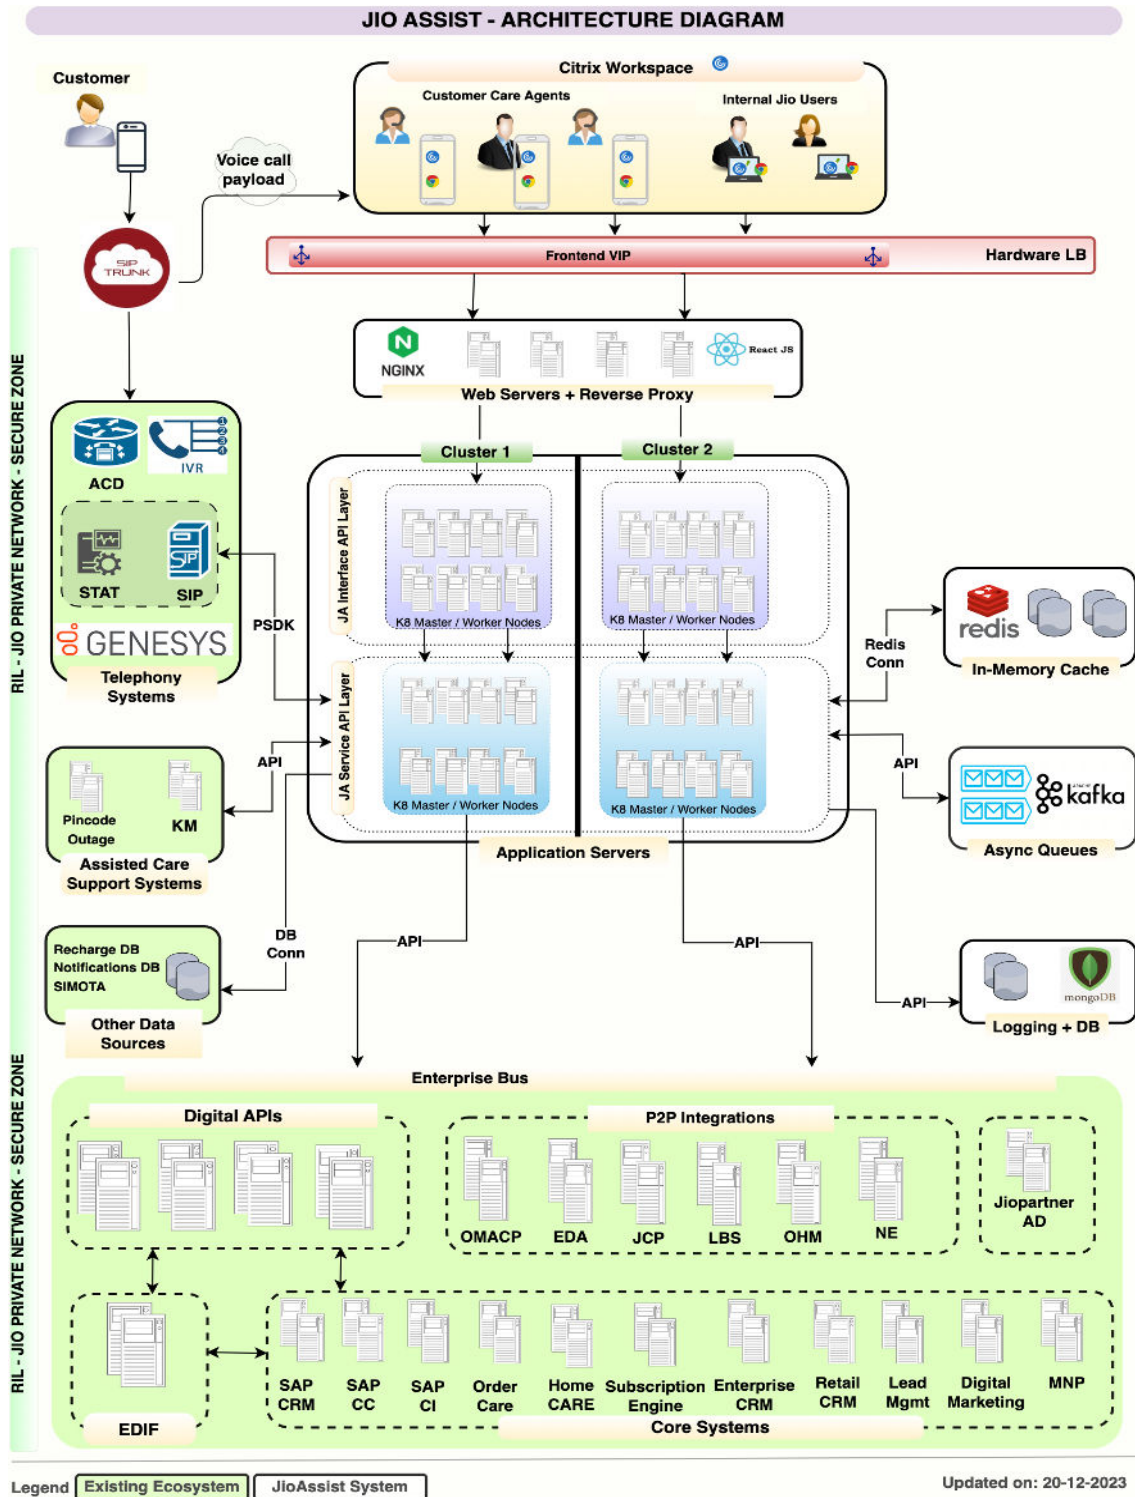 JIO ASSIST - ARCHITECTURE DIAGRAM
Customer
Citrix Workspace
Customer Care Agents
Internal Jio Users
Voice call
payload
SIP
TRUNK
Frontend VIP
Hardware LB
RIL - JIO PRIVATE NETWORK - SECURE ZONE
NGINX
React JS
Web Servers + Reverse Proxy
ACD
IVR
1
2
3
4
STAT
SIP
SIP
GENESYS
Telephony
Systems
PSDK
Cluster 1
Cluster 2
JA Interface API Layer
K8 Master / Worker Nodes
K8 Master / Worker Nodes
JA Service API Layer
K8 Master / Worker Nodes
K8 Master / Worker Nodes
Application Servers
Redis
Conn
redis
In-Memory Cache
API
Pincode
Outage
KM
Assisted Care
Support Systems
API
kafka
Async Queues
DB
Conn
Recharge DB
Notifications DB
SIMOTA
Other Data
Sources
API
API
API
mongoDB
Logging + DB
RIL - JIO PRIVATE NETWORK - SECURE ZONE
Enterprise Bus
Digital APIs
P2P Integrations
OMACP
EDA
JCP
LBS
OHM
NE
Jiopartner
AD
EDIF
SAP
CRM
SAP
CC
SAP
CI
Order
Care
Home
CARE
Subscription
Engine
Enterprise
CRM
Retail
CRM
Lead
Mgmt
Digital
Marketing
MNP
Core Systems
Legend
Existing Ecosystem
JioAssist System
Updated on: 20-12-2023